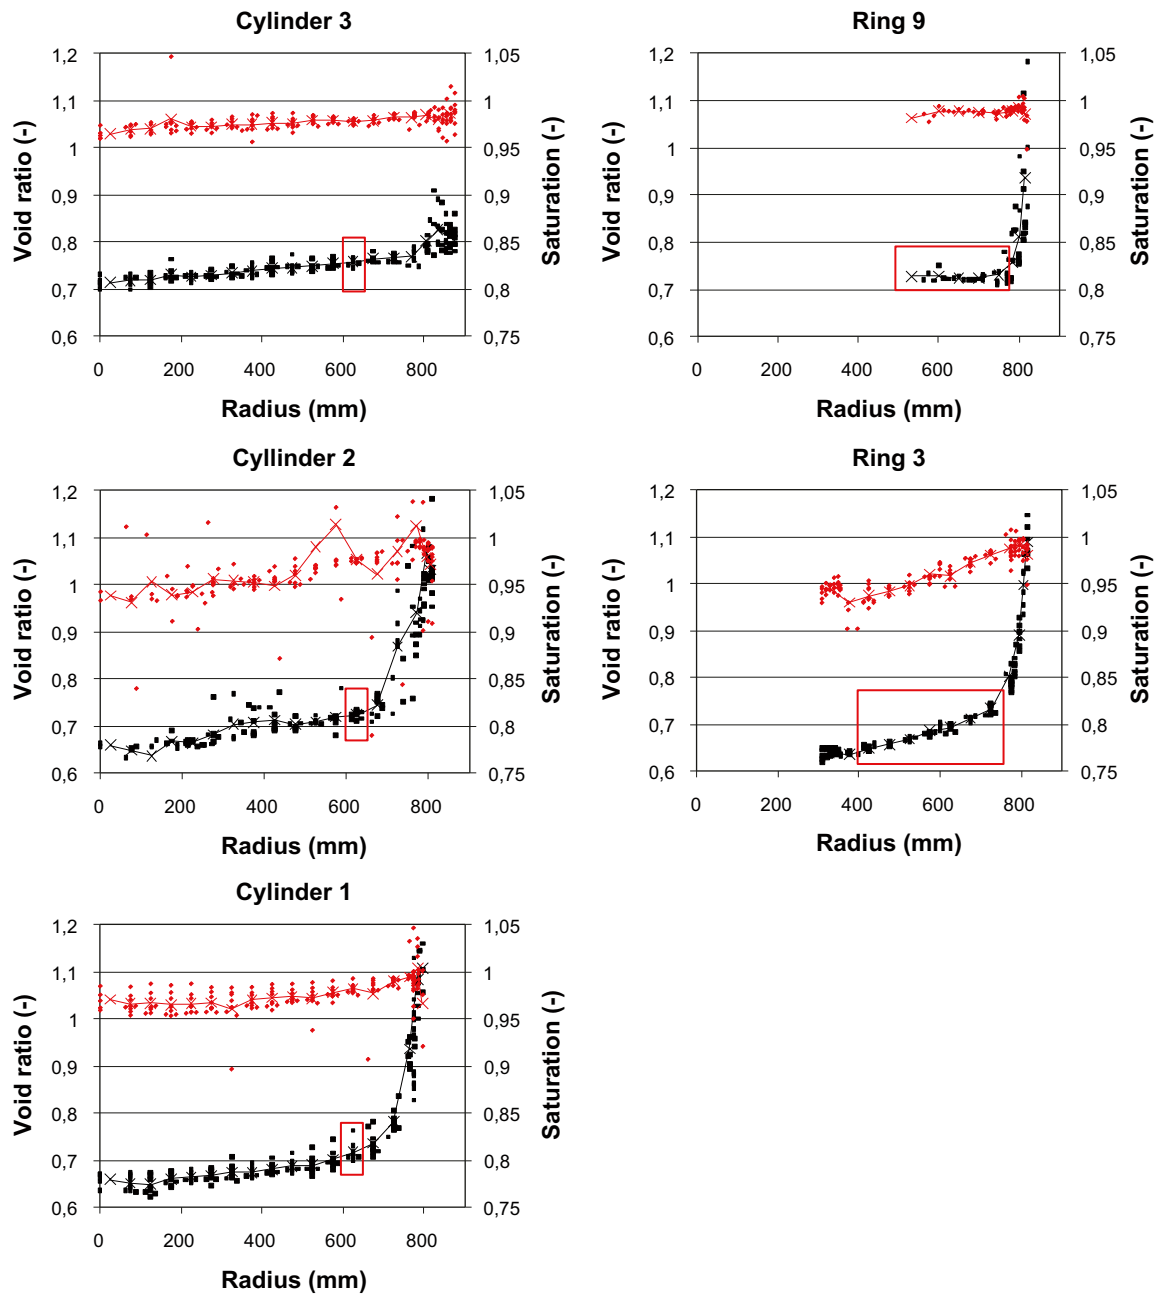 Cylinder 3
1,2
1,1
1
0,9
0,8
0,7
0,6
Void ratio (-)
1,05
1
0,95
0,9
0,85
0,8
0,75
Saturation (-)
0 200 400 600 800
Radius (mm)
Ring 9
1,2
1,1
1
0,9
0,8
0,7
0,6
Void ratio (-)
1,05
1
0,95
0,9
0,85
0,8
0,75
Saturation (-)
0 200 400 600 800
Radius (mm)
Cyllinder 2
1,2
1,1
1
0,9
0,8
0,7
0,6
Void ratio (-)
1,05
1
0,95
0,9
0,85
0,8
0,75
Saturation (-)
0 200 400 600 800
Radius (mm)
Ring 3
1,2
1,1
1
0,9
0,8
0,7
0,6
Void ratio (-)
1,05
1
0,95
0,9
0,85
0,8
0,75
Saturation (-)
0 200 400 600 800
Radius (mm)
Cylinder 1
1,2
1,1
1
0,9
0,8
0,7
0,6
Void ratio (-)
1,05
1
0,95
0,9
0,85
0,8
0,75
Saturation (-)
0 200 400 600 800
Radius (mm)